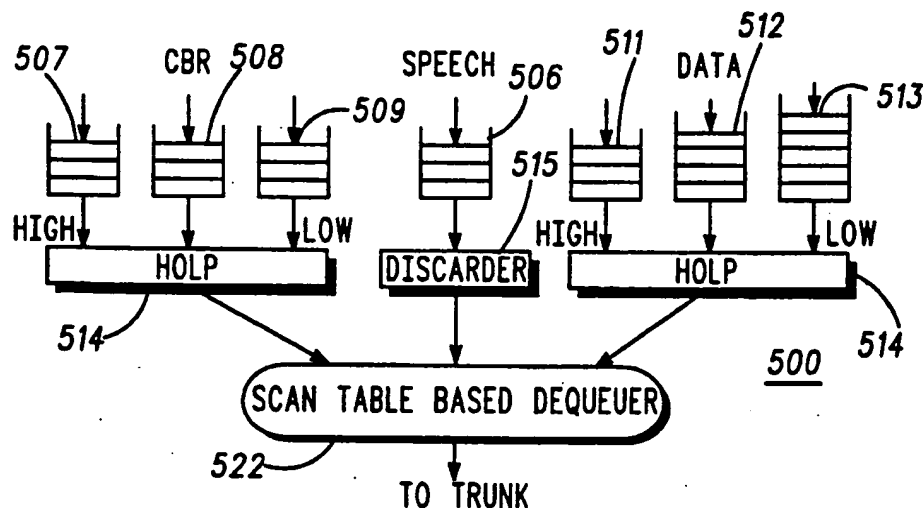 507 CBR 508 SPEECH 506 511 DATA 512 513
509
515
HIGH LOW HIGH LOW
HOLP DISCARDER HOLP
514 514
500
SCAN TABLE BASED DEQUEUER
522
TO TRUNK